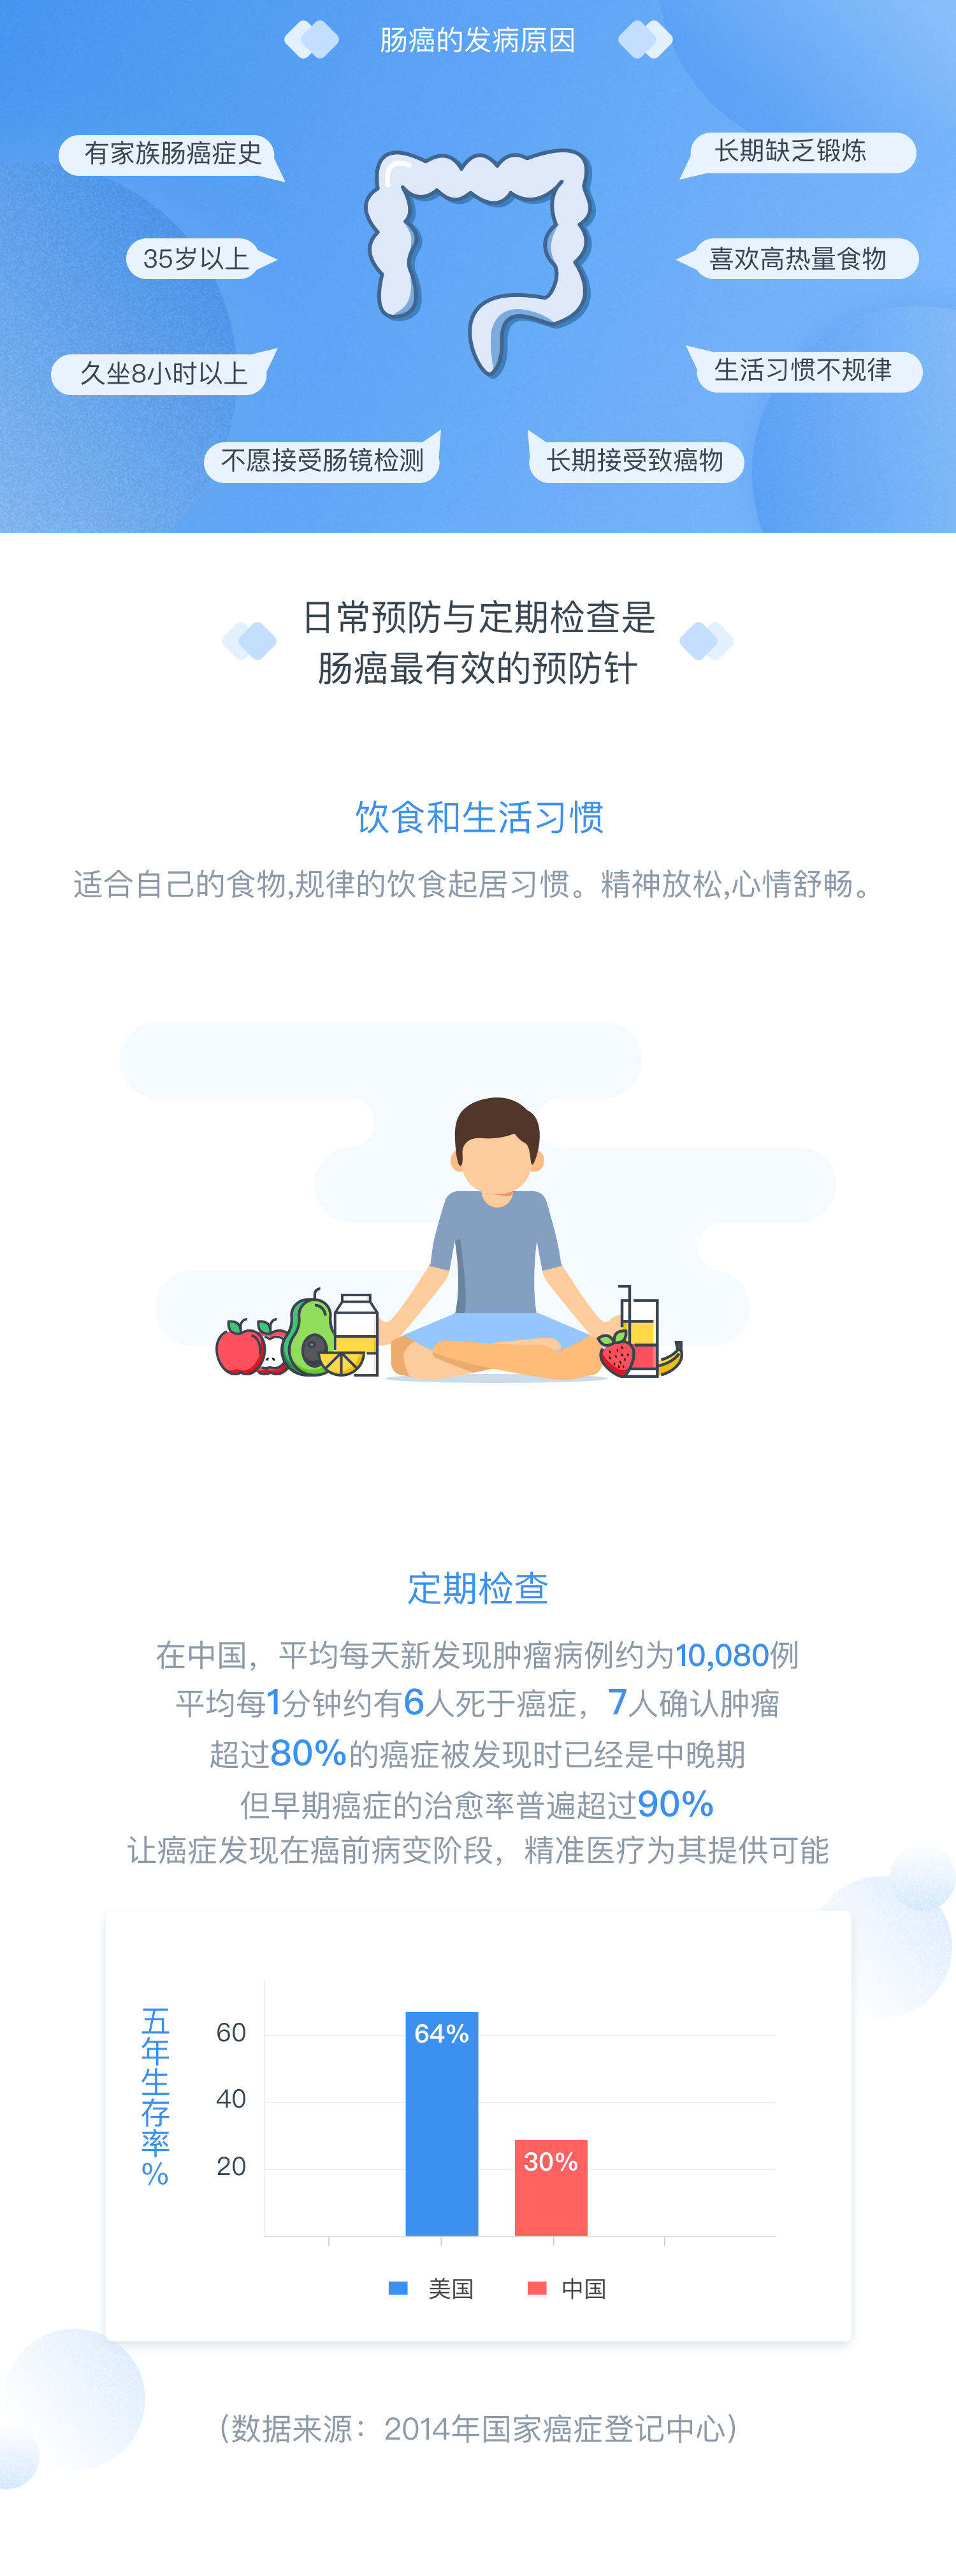 肠癌的发病原因
有家族肠癌症史
长期缺乏锻炼
35岁以上
喜欢高热量食物
久坐8小时以上
生活习惯不规律
不愿接受肠镜检测
长期接受致癌物
日常预防与定期检查是
肠癌最有效的预防针
饮食和生活习惯
适合自己的食物,规律的饮食起居习惯。精神放松,心情舒畅。
定期检查
在中国，平均每天新发现肿瘤病例约为10,080例
平均每1分钟约有6人死于癌症，7人确认肿瘤
超过80%的癌症被发现时已经是中晚期
但早期癌症的治愈率普遍超过90%
让癌症发现在癌前病变阶段，精准医疗为其提供可能
五年生存率%
60
40
20
64%
30%
美国
中国
（数据来源：2014年国家癌症登记中心）